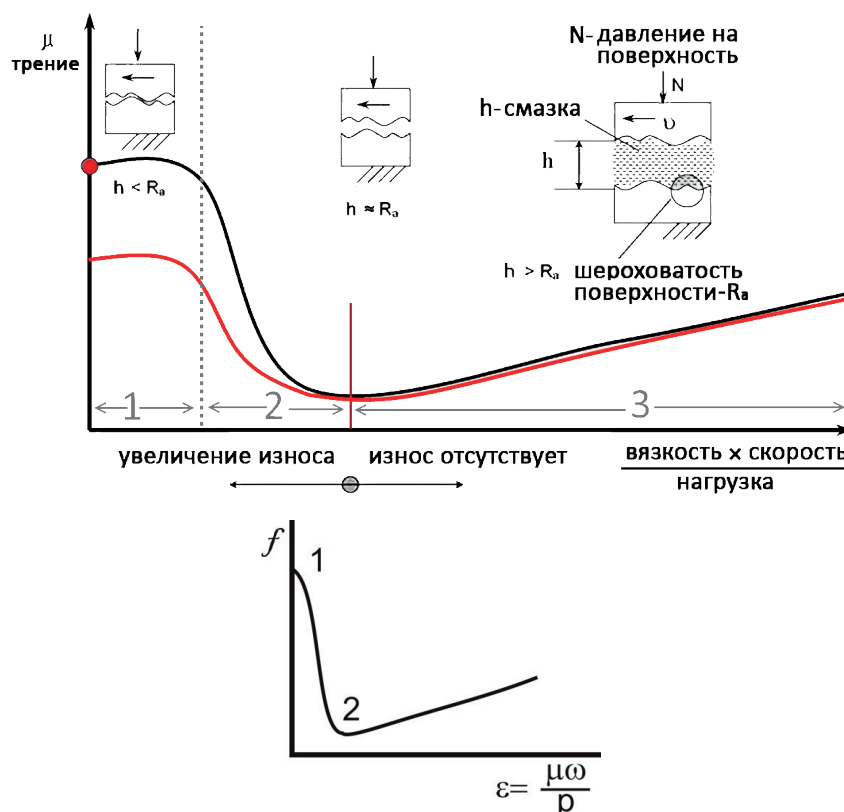 μ
трение
N- давление на
поверхность
N
h-смазка
υ
h
h < Rₐ
h ≈ Rₐ
h > Rₐ шероховатость
поверхности-Rₐ
1
2
3
увеличение износа
износ отсутствует
вязкость × скорость
нагрузка
f
1
2
ε= μω
p